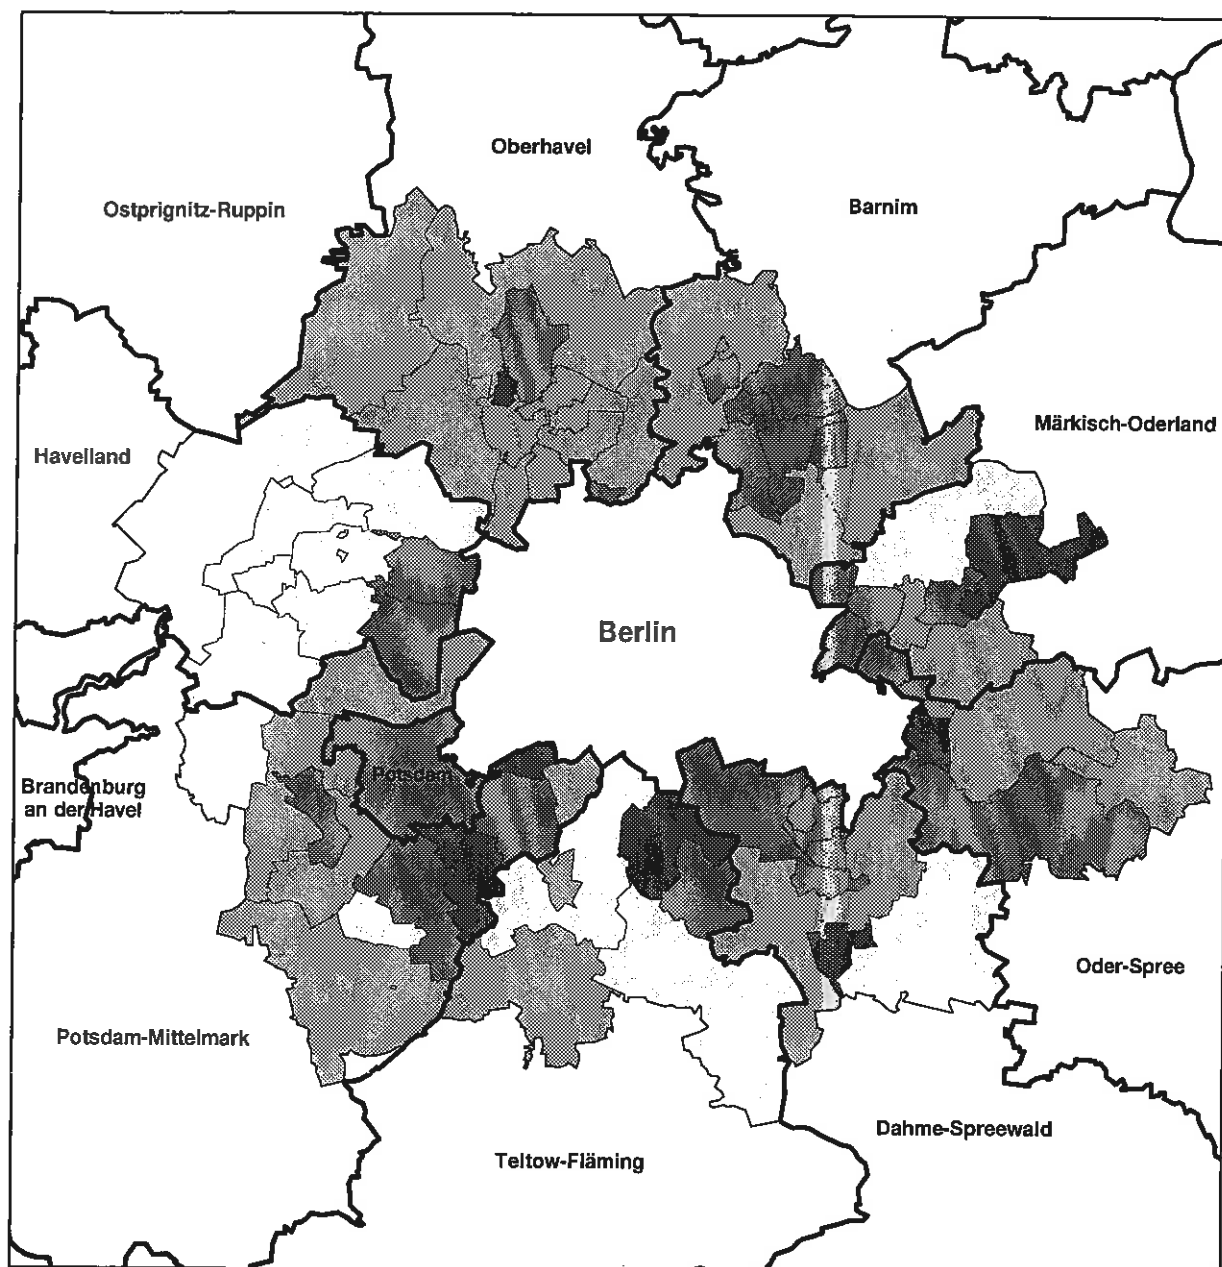 Oberhavel
Ostprignitz-Ruppin
Barnim
Märkisch-Oderland
Havelland
Berlin
Potsdam
Brandenburg
an der Havel
Oder-Spree
Potsdam-Mittelmark
Dahme-Spreewald
Teltow-Fläming